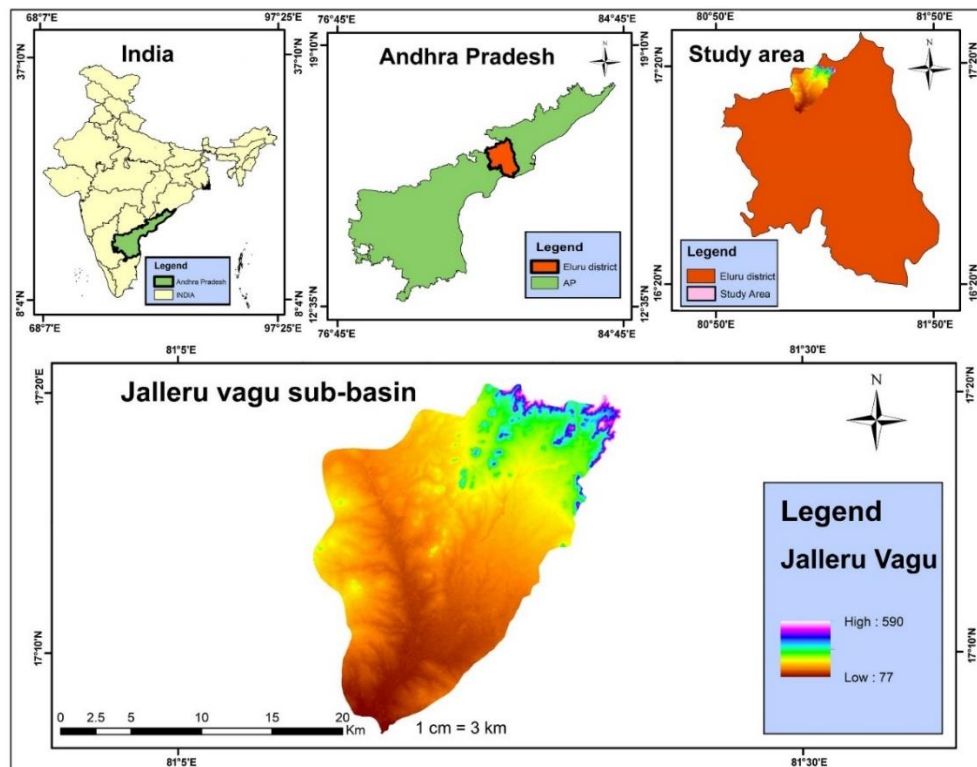 68°7'E
97°25'E
India
37°10'N
37°10'N
8°4'N
8°4'N
Legend
Andhra Pradesh
INDIA
68°7'E
97°25'E
76°45'E
84°45'E
Andhra Pradesh
N
19°10'N
19°10'N
12°35'N
12°35'N
Legend
Eluru district
AP
76°45'E
84°45'E
80°50'E
81°50'E
Study area
N
17°20'N
17°20'N
16°20'N
16°20'N
Legend
Eluru district
Study Area
80°50'E
81°50'E
81°5'E
81°30'E
Jalleru vagu sub-basin
N
17°20'N
17°20'N
17°10'N
17°10'N
Legend
Jalleru Vagu
High : 590
Low : 77
0 2.5 5 10 15 20
Km
1 cm = 3 km
81°5'E
81°30'E